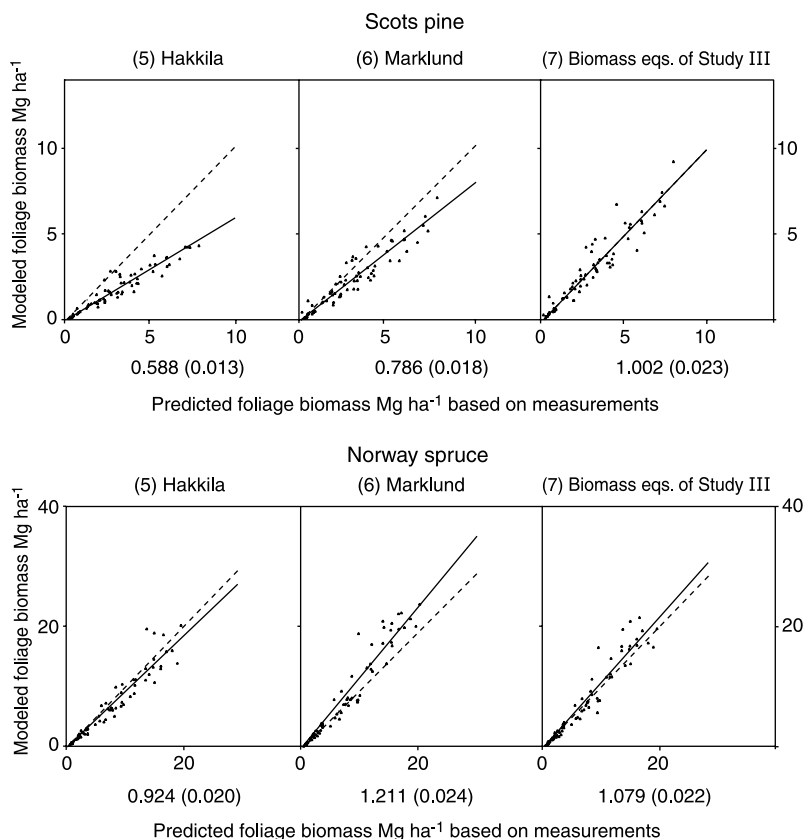 Scots pine
(5) Hakkila (6) Marklund (7) Biomass eqs. of Study III
Modeled foliage biomass Mg ha-1
10 10
5 5
0
0 5 10 0 5 10 0 5 10
0.588 (0.013) 0.786 (0.018) 1.002 (0.023)
Predicted foliage biomass Mg ha-1 based on measurements
Norway spruce
(5) Hakkila (6) Marklund (7) Biomass eqs. of Study III
Modeled foliage biomass Mg ha-1
40 40
20 20
0
0 20 0 20 0 20
0.924 (0.020) 1.211 (0.024) 1.079 (0.022)
Predicted foliage biomass Mg ha-1 based on measurements